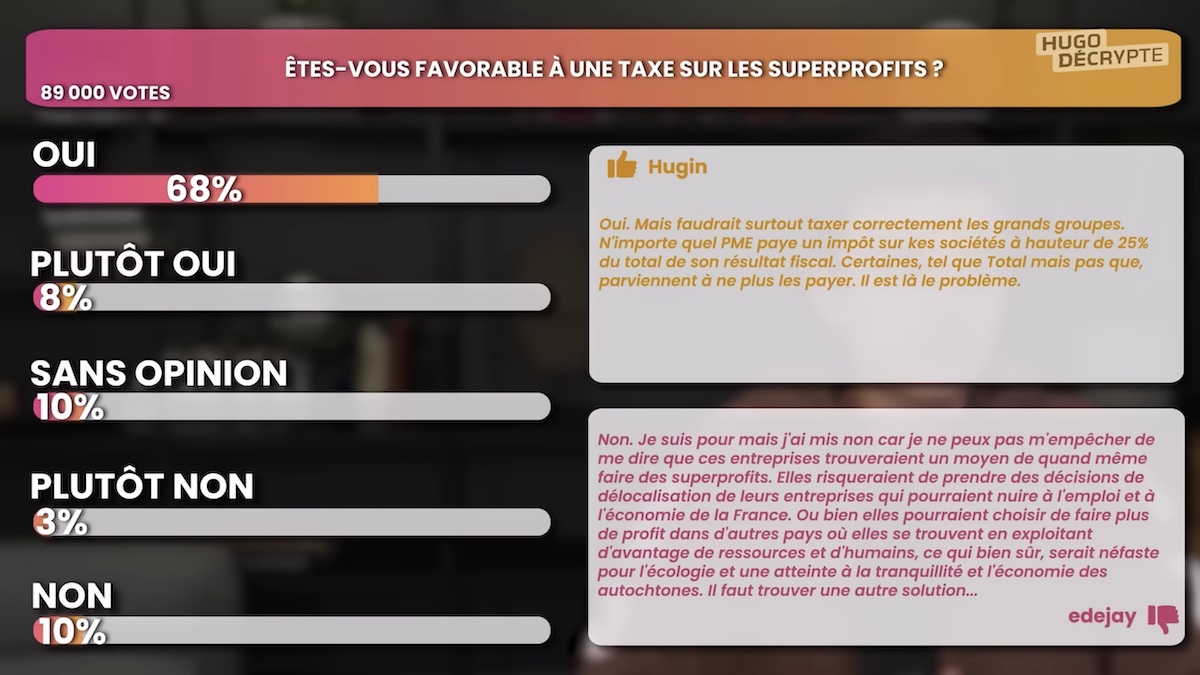 ÊTES-VOUS FAVORABLE À UNE TAXE SUR LES SUPERPROFITS ?
HUGO
DÉCRYPTE
89 000 VOTES
OUI
68%
PLUTÔT OUI
8%
SANS OPINION
10%
PLUTÔT NON
3%
NON
10%
Hugin
Oui. Mais faudrait surtout taxer correctement les grands groupes.
N'importe quel PME paye un impôt sur kes sociétés à hauteur de 25%
du total de son résultat fiscal. Certaines, tel que Total mais pas que,
parviennent à ne plus les payer. Il est là le problème.
Non. Je suis pour mais j'ai mis non car je ne peux pas m'empêcher de
me dire que ces entreprises trouveraient un moyen de quand même
faire des superprofits. Elles risqueraient de prendre des décisions de
délocalisation de leurs entreprises qui pourraient nuire à l'emploi et à
l'économie de la France. Ou bien elles pourraient choisir de faire plus
de profit dans d'autres pays où elles se trouvent en exploitant
d'avantage de ressources et d'humains, ce qui bien sûr, serait néfaste
pour l'écologie et une atteinte à la tranquillité et l'économie des
autochtones. Il faut trouver une autre solution...
edejay